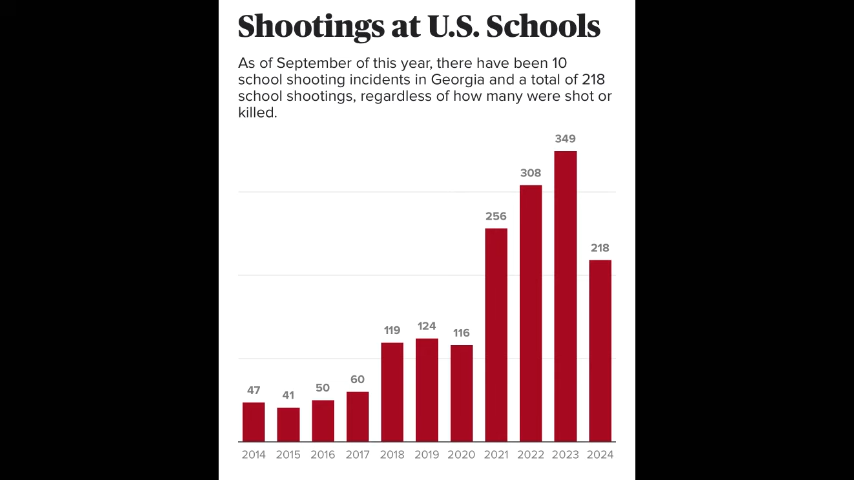 Shootings at U.S. Schools
As of September of this year, there have been 10
school shooting incidents in Georgia and a total of 218
school shootings, regardless of how many were shot or
killed.
349
308
256
218
119 124 116
47 41 50 60
2014 2015 2016 2017 2018 2019 2020 2021 2022 2023 2024